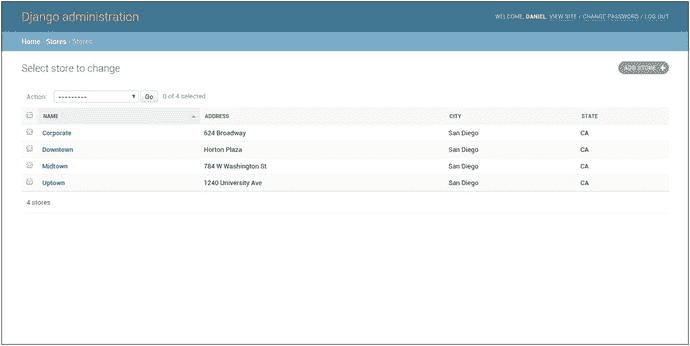 Django administration
WELCOME, DANIEL. VIEW SITE / CHANGE PASSWORD / LOG OUT
Home › Stores › Stores
Select store to change
ADD STORE +
Action: --------- Go 0 of 4 selected
NAME ADDRESS CITY STATE
Corporate 624 Broadway San Diego CA
Downtown Horton Plaza San Diego CA
Midtown 784 W Washington St San Diego CA
Uptown 1240 University Ave San Diego CA
4 stores